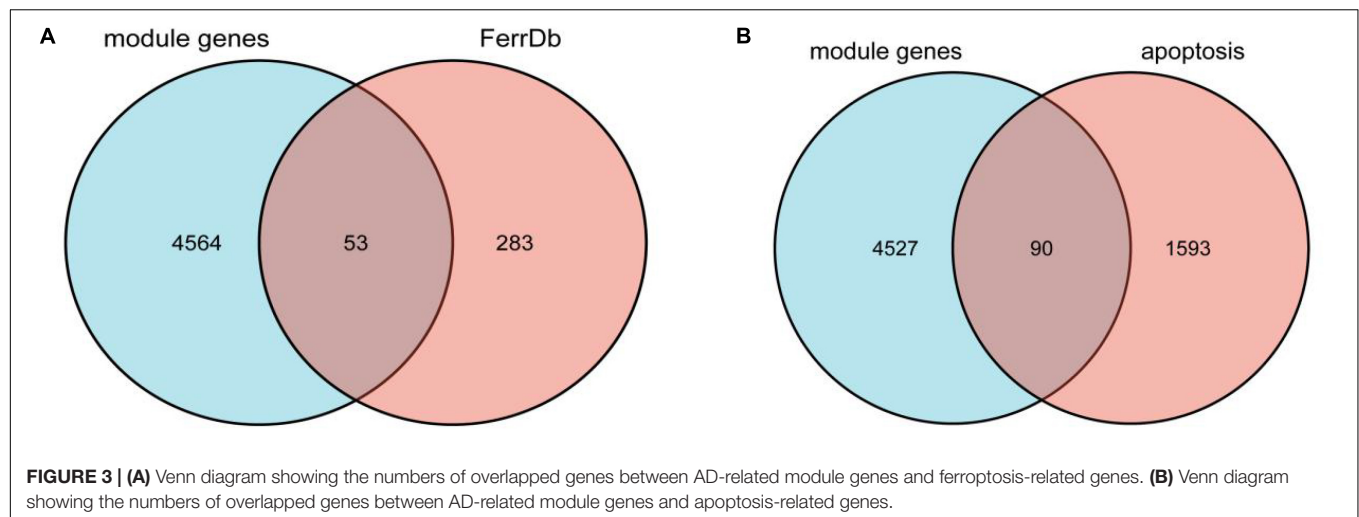 A
module genes
FerrDb
4564
53
283
B
module genes
apoptosis
4527
90
1593
FIGURE 3 | (A) Venn diagram showing the numbers of overlapped genes between AD-related module genes and ferroptosis-related genes. (B) Venn diagram
showing the numbers of overlapped genes between AD-related module genes and apoptosis-related genes.